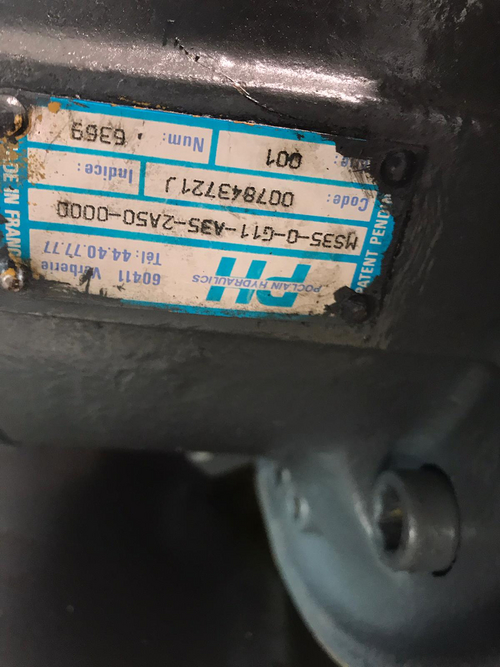 PH
POCLAIN HYDRAULICS
60411 Verberie
Tél: 44.40.77.77
MS35-0-G11-A35-2A50-0000
Code: 007843721J
Indice:
001
Num: 6369
PATENT PENDING
MADE IN FRANCE